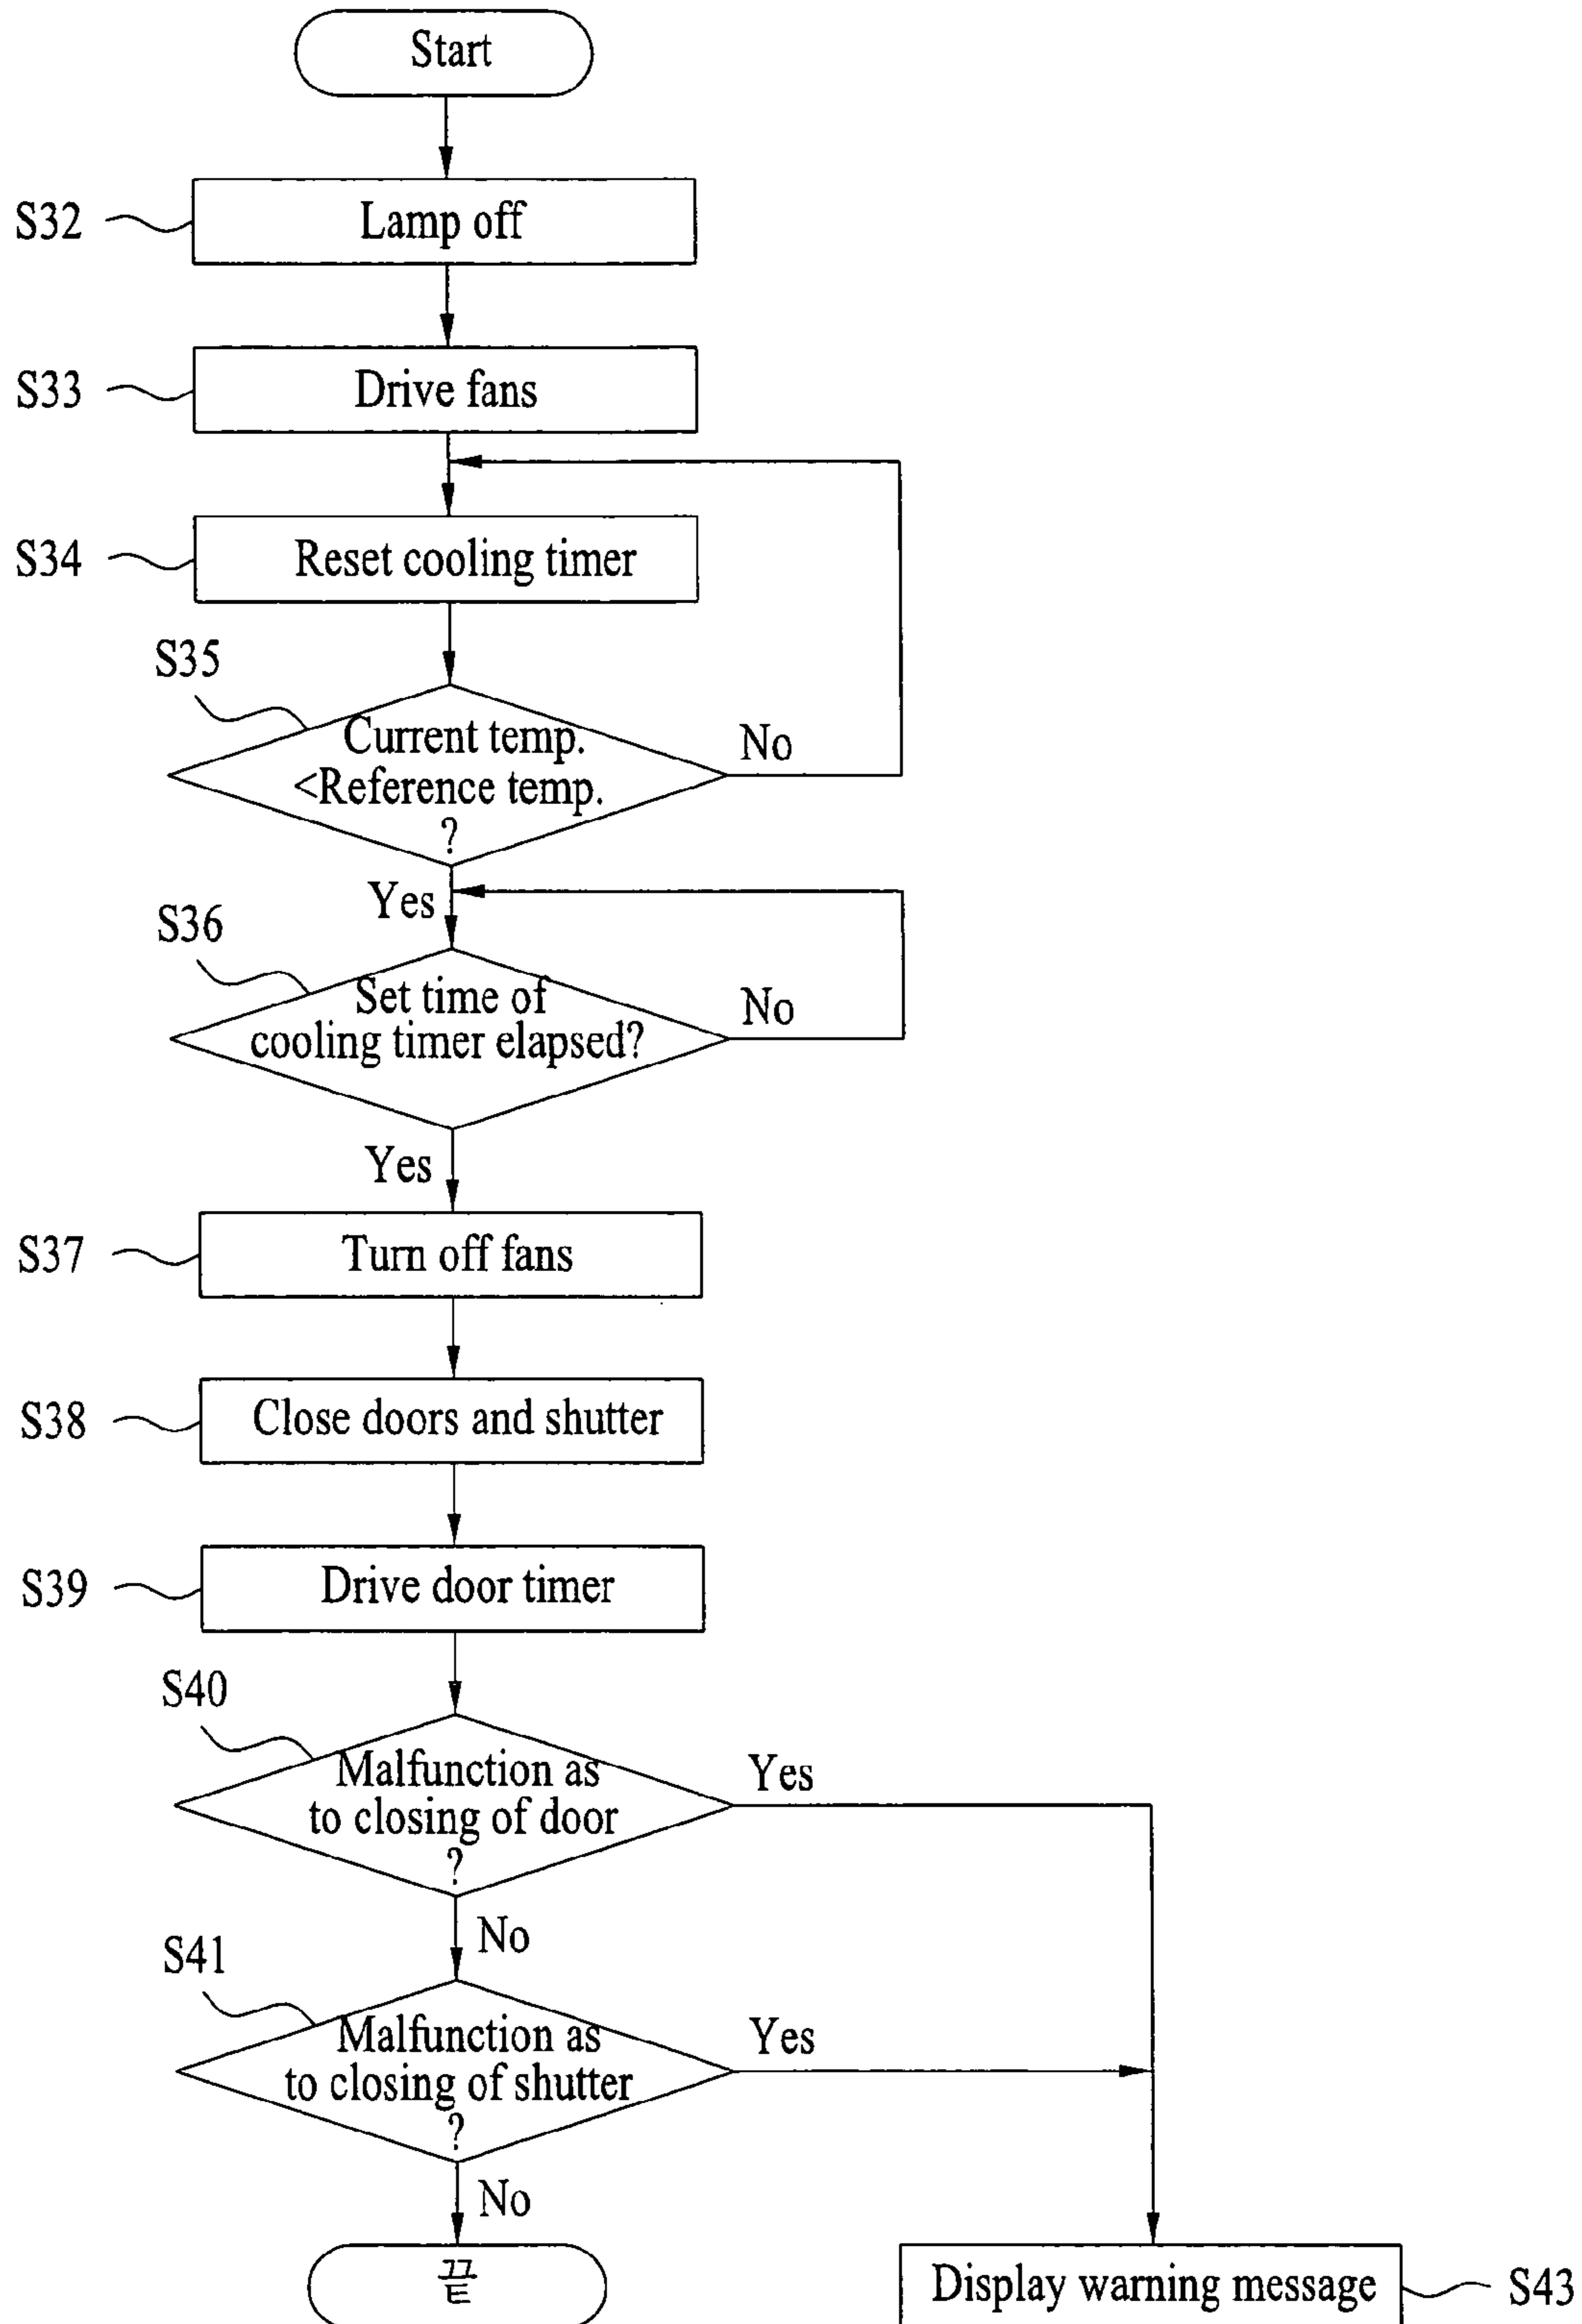 Start
S32
Lamp off
S33
Drive fans
S34
Reset cooling timer
S35
Current temp.
<Reference temp.
?
No
Yes
S36
Set time of
cooling timer elapsed?
No
Yes
S37
Turn off fans
S38
Close doors and shutter
S39
Drive door timer
S40
Malfunction as
to closing of door
?
Yes
No
S41
Malfunction as
to closing of shutter
?
Yes
No
끝
Display warning message
S43